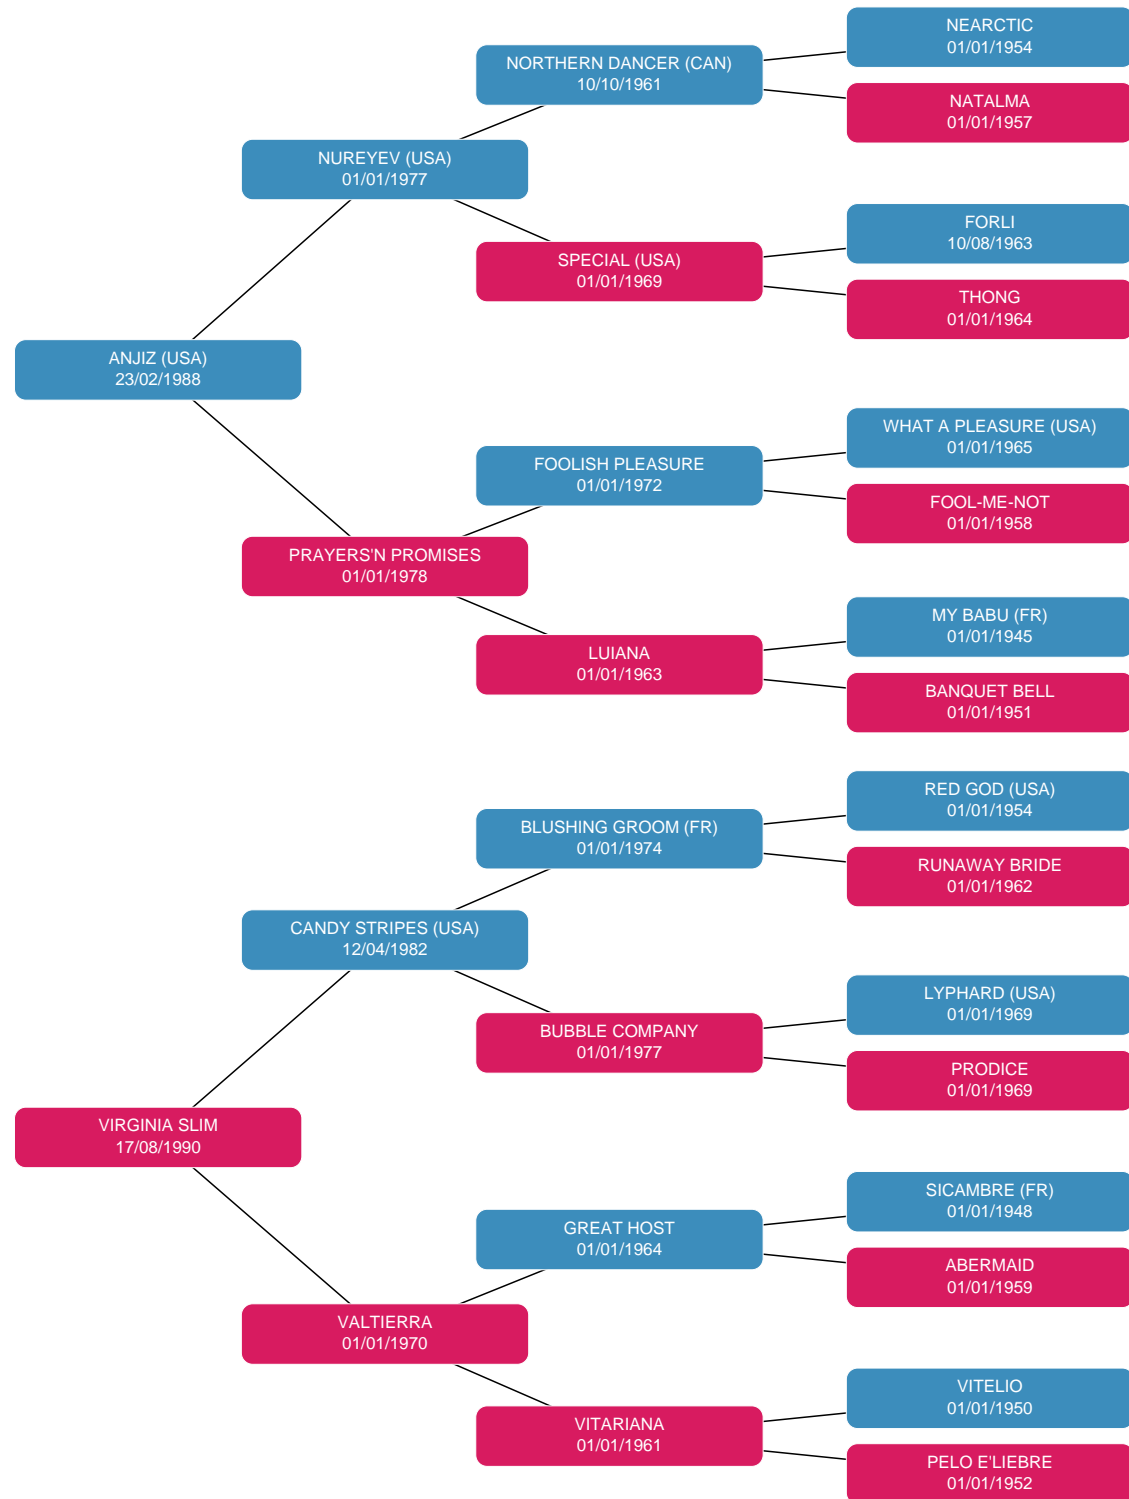 NEARCTIC
01/01/1954
NORTHERN DANCER (CAN)
10/10/1961
NATALMA
01/01/1957
NUREYEV (USA)
01/01/1977
FORLI
10/08/1963
SPECIAL (USA)
01/01/1969
THONG
01/01/1964
ANJIZ (USA)
23/02/1988
WHAT A PLEASURE (USA)
01/01/1965
FOOLISH PLEASURE
01/01/1972
FOOL-ME-NOT
01/01/1958
PRAYERS'N PROMISES
01/01/1978
MY BABU (FR)
01/01/1945
LUIANA
01/01/1963
BANQUET BELL
01/01/1951
RED GOD (USA)
01/01/1954
BLUSHING GROOM (FR)
01/01/1974
RUNAWAY BRIDE
01/01/1962
CANDY STRIPES (USA)
12/04/1982
LYPHARD (USA)
01/01/1969
BUBBLE COMPANY
01/01/1977
PRODICE
01/01/1969
VIRGINIA SLIM
17/08/1990
SICAMBRE (FR)
01/01/1948
GREAT HOST
01/01/1964
ABERMAID
01/01/1959
VALTIERRA
01/01/1970
VITELIO
01/01/1950
VITARIANA
01/01/1961
PELO E'LIEBRE
01/01/1952